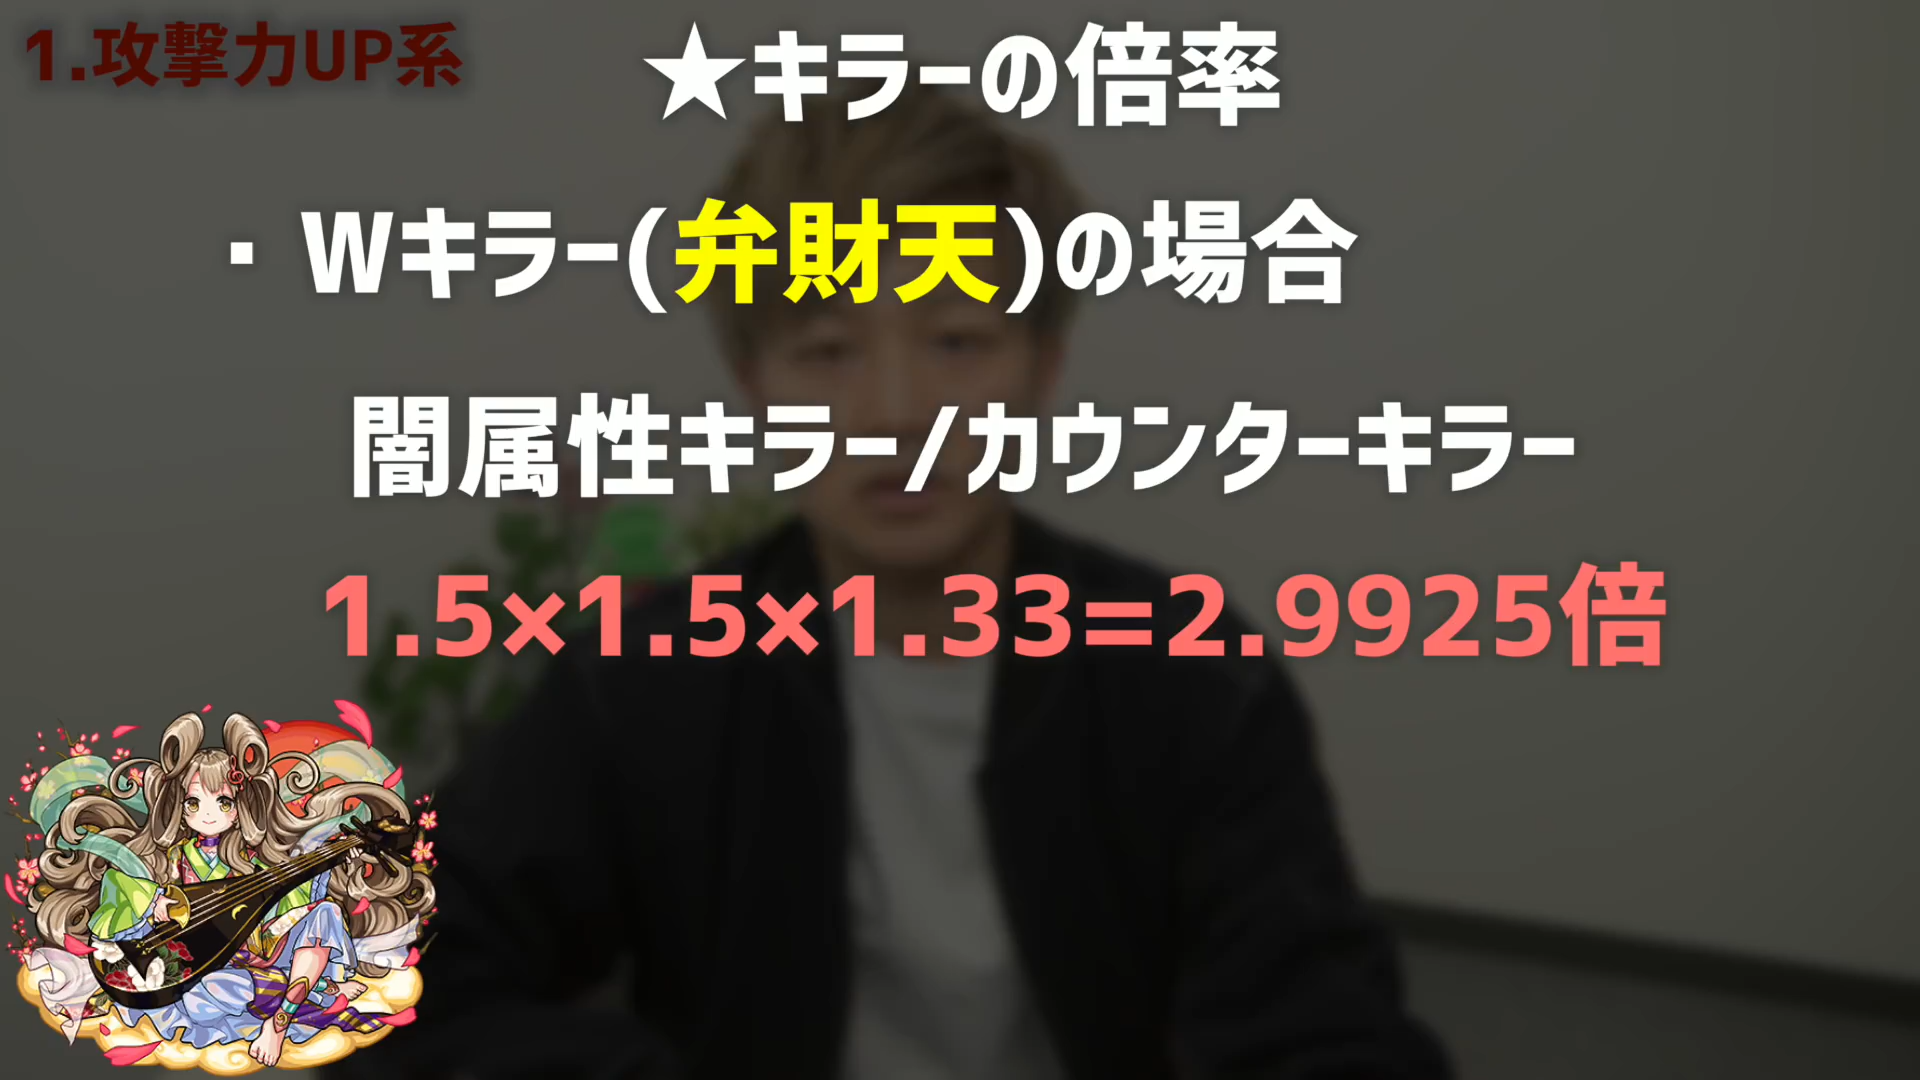 1.攻撃力UP系
★キラーの倍率
・Wキラー(弁財天)の場合
闇属性キラー/カウンターキラー
1.5×1.5×1.33=2.9925倍